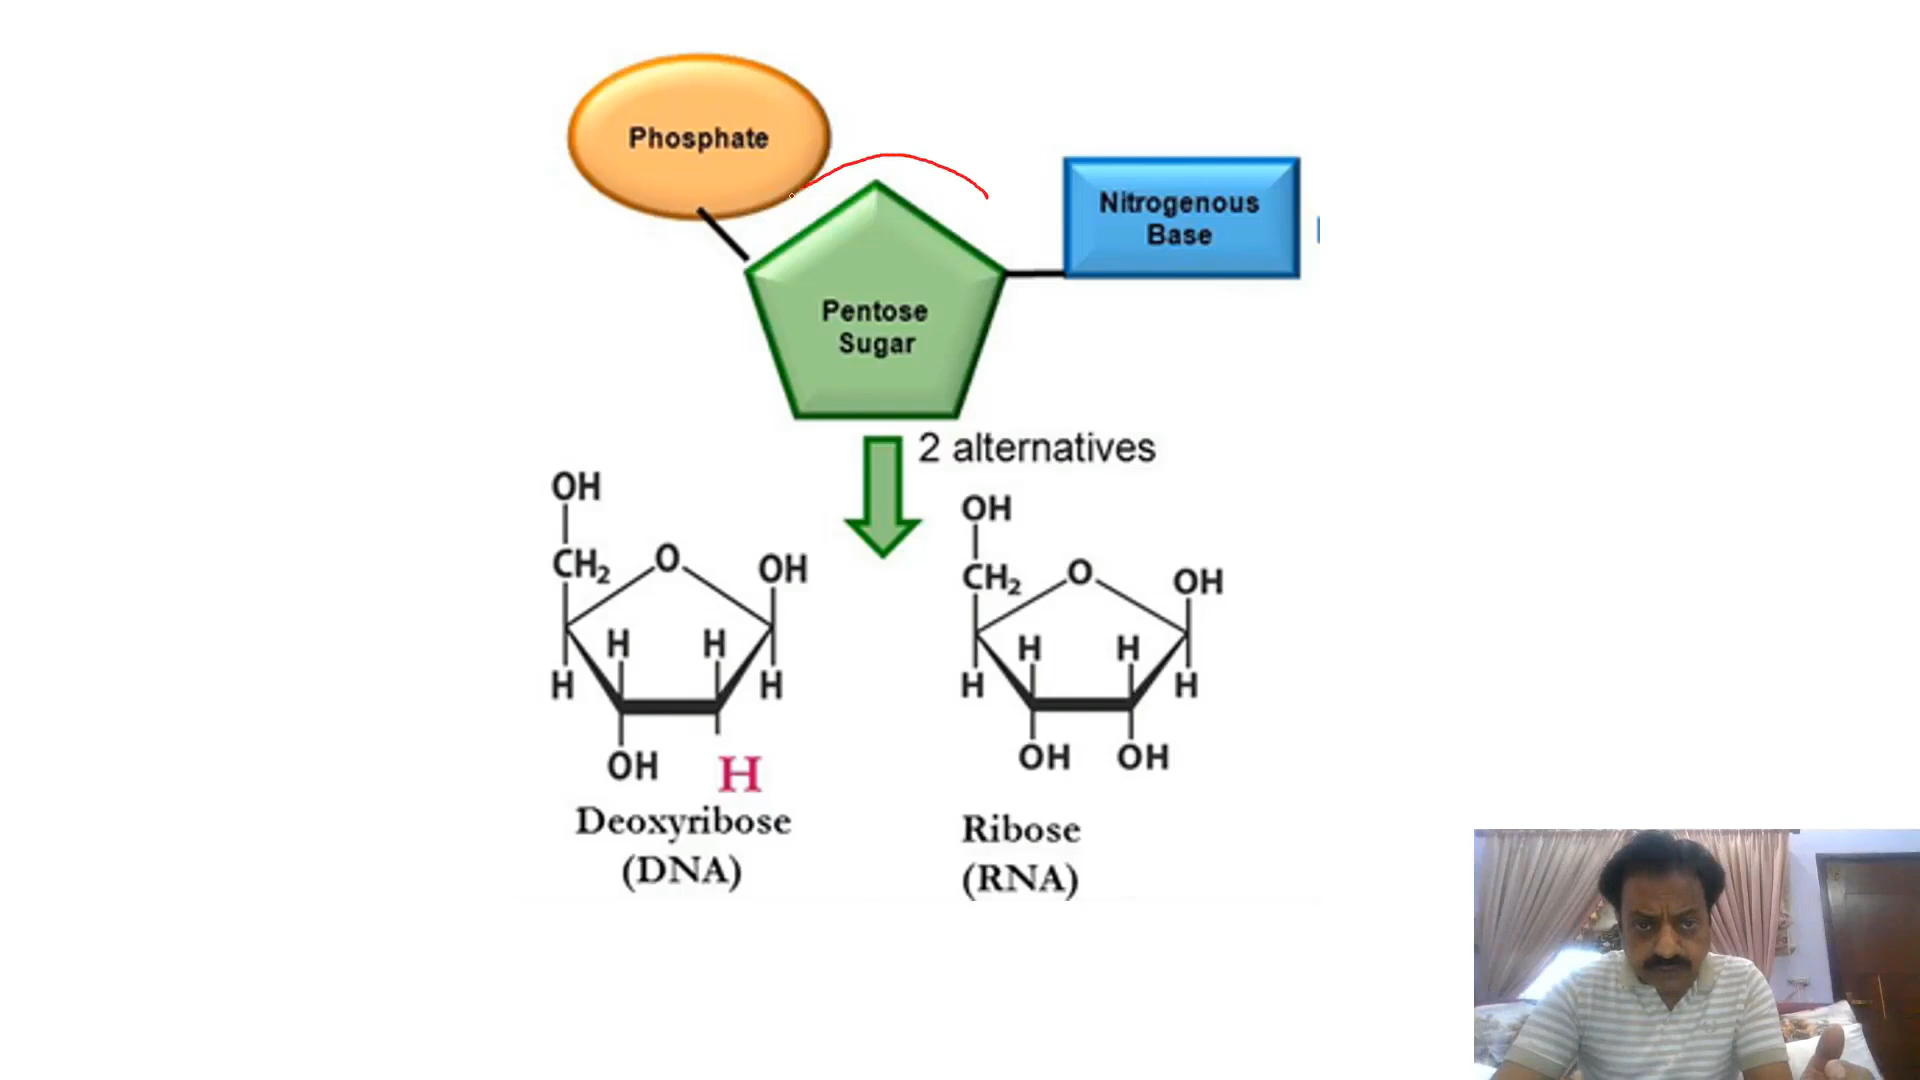 Phosphate
Nitrogenous
Base
Pentose
Sugar
2 alternatives
OH
CH₂
O
OH
H
H
H
H
OH
H
Deoxyribose
(DNA)
OH
CH₂
O
OH
H
H
H
H
OH
OH
Ribose
(RNA)